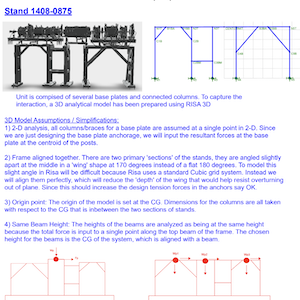 Stand 1408-0875
Unit is comprised of several base plates and connected columns. To capture the
interaction, a 3D analytical model has been prepared using RISA 3D
3D Model Assumptions / Simplifications:
1) 2-D analysis, all columns/braces for a base plate are assumed at a single point in 2-D. Since
we are just designing the base plate anchorage, we will input the resultant forces at the base
plate at the centroid of the posts.
2) Frame aligned together. There are two primary 'sections' of the stands, they are angled slightly
apart at the middle in a 'wing' shape at 170 degrees instead of a flat 180 degrees. To model this
slight angle in Risa will be difficult because Risa uses a standard Cubic grid system. Instead we
will align them perfectly, which will reduce the 'depth' of the wing that would help resist overturning
out of plane. Since this should increase the design tension forces in the anchors say OK.
3) Origin point: The origin of the model is set at the CG. Dimensions for the columns are all taken
with respect to the CG that is inbetween the two sections of stands.
4) Same Beam Height: The heights of the beams are analyzed as being at the same height
because the total force is input to a single point along the top beam of the frame. The chosen
height for the beams is the CG of the system, which is aligned with a beam.